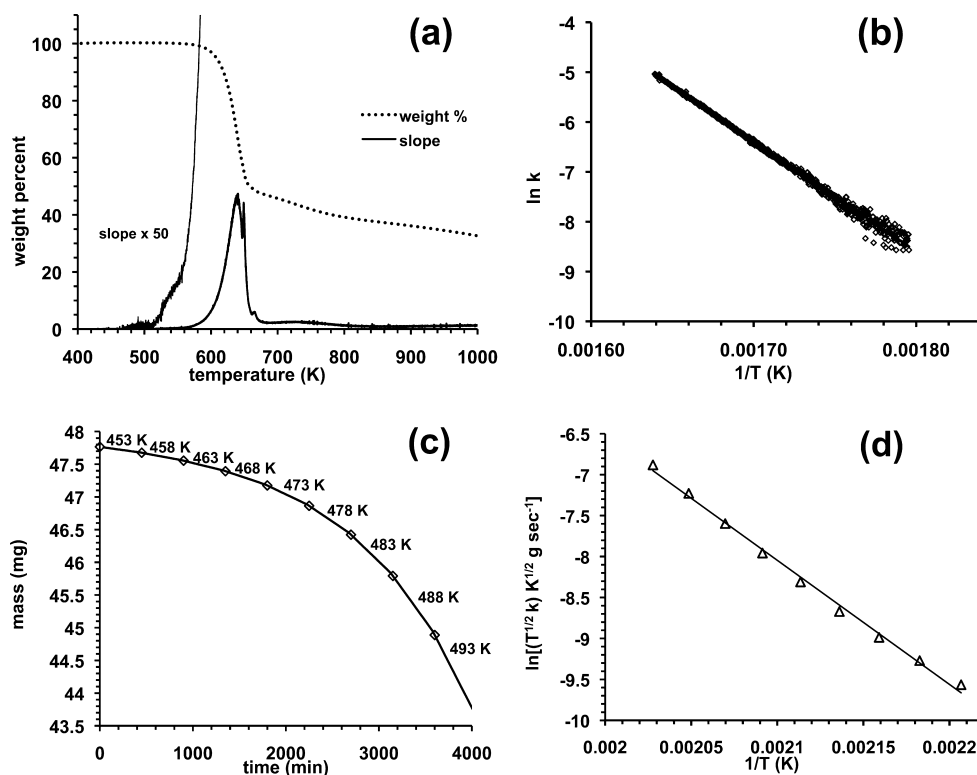 (a)
100
80
60
40
20
0
weight percent
weight %
slope
slope x 50
400 500 600 700 800 900 1000
temperature (K)
(b)
-4
-5
-6
-7
-8
-9
-10
ln k
0.00160 0.00170 0.00180
1/T (K)
(c)
48
47.5
47
46.5
46
45.5
45
44.5
44
43.5
mass (mg)
453 K
458 K
463 K
468 K
473 K
478 K
483 K
488 K
493 K
0 1000 2000 3000 4000
time (min)
(d)
-6.5
-7
-7.5
-8
-8.5
-9
-9.5
-10
ln[(T1/2 k) K1/2 g sec-1]
0.002 0.00205 0.0021 0.00215 0.0022
1/T (K)